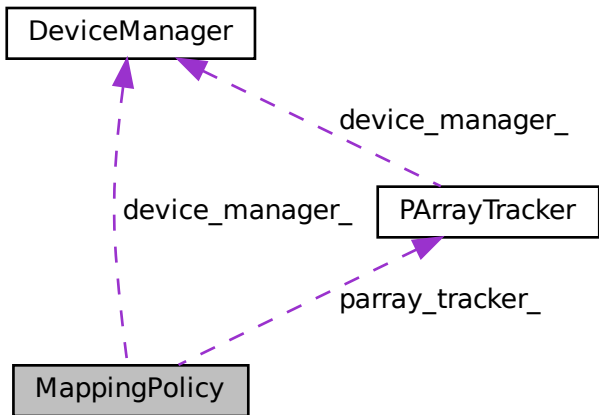 DeviceManager
device_manager_
PArrayTracker
device_manager_
parray_tracker_
MappingPolicy